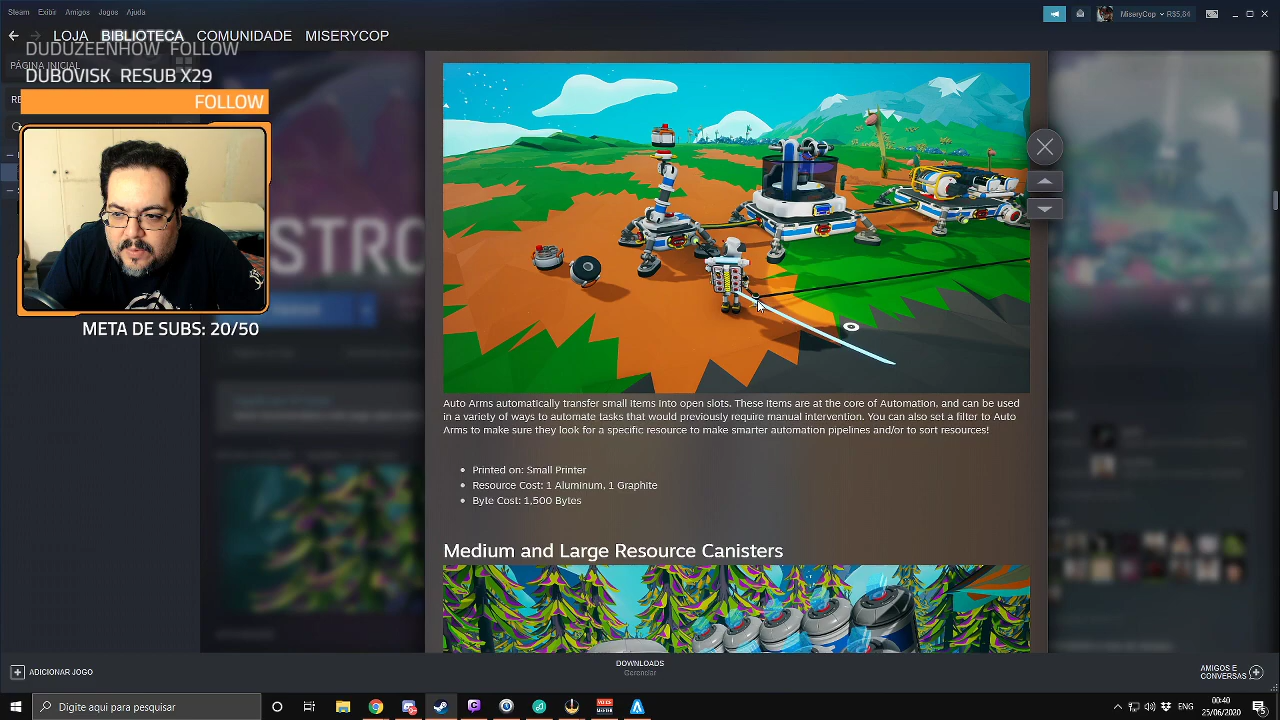 Steam Exibir Amigos Jogos Ajuda
MiseryCop R$5,84
LOJA BIBLIOTECA COMUNIDADE MISERYCOP
DUDUZEENHOW FOLLOW
PÁGINA INICIAL
DUBOVISK RESUB X29
RE
FOLLOW
STRO
META DE SUBS: 20/50
Auto Arms automatically transfer small items into open slots. These items are at the core of Automation, and can be used
in a variety of ways to automate tasks that would previously require manual intervention. You can also set a filter to Auto
Arms to make sure they look for a specific resource to make smarter automation pipelines and/or to sort resources!
• Printed on: Small Printer
• Resource Cost: 1 Aluminum, 1 Graphite
• Byte Cost: 1,500 Bytes
Medium and Large Resource Canisters
ADICIONAR JOGO
DOWNLOADS
Gerenciar
AMIGOS E
CONVERSAS
Digite aqui para pesquisar
ENG
00:40
25/06/2020